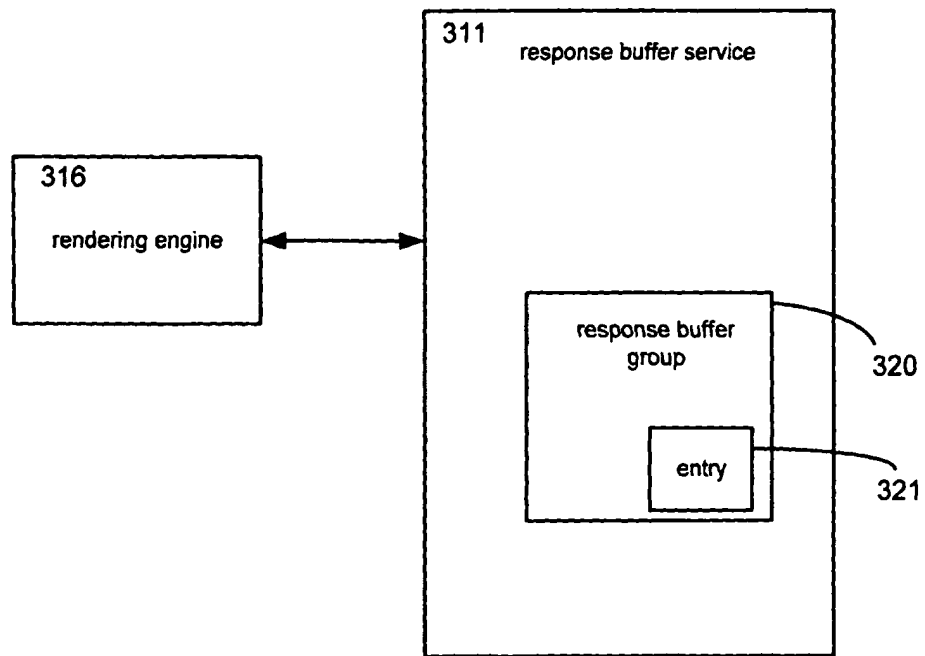 311
response buffer service
316
rendering engine
response buffer
group
320
entry
321